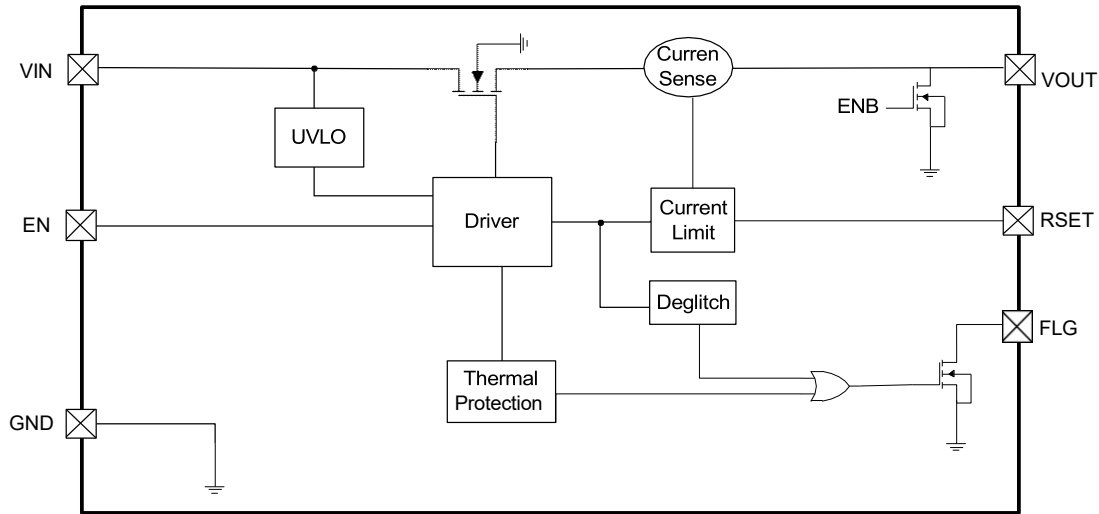 VIN
Curren
Sense
VOUT
ENB
UVLO
EN
Driver
Current
Limit
RSET
Deglitch
FLG
Thermal
Protection
GND